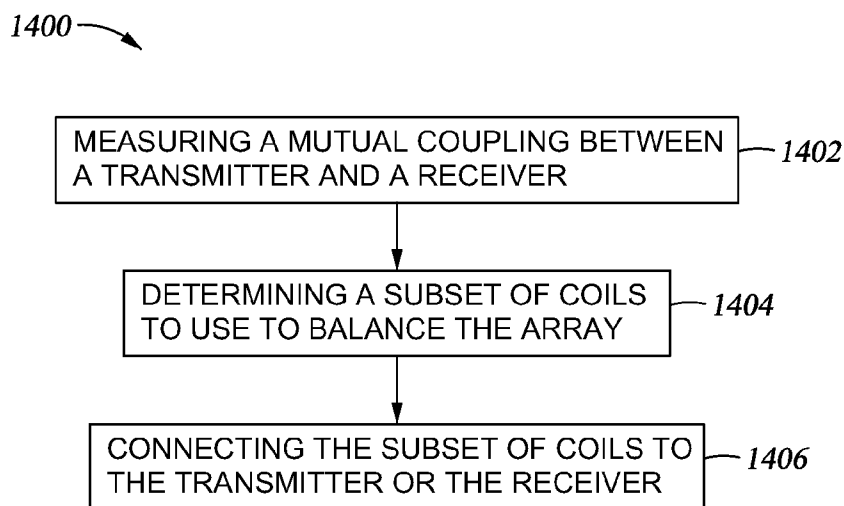 1400
MEASURING A MUTUAL COUPLING BETWEEN
A TRANSMITTER AND A RECEIVER
1402
DETERMINING A SUBSET OF COILS
TO USE TO BALANCE THE ARRAY
1404
CONNECTING THE SUBSET OF COILS TO
THE TRANSMITTER OR THE RECEIVER
1406